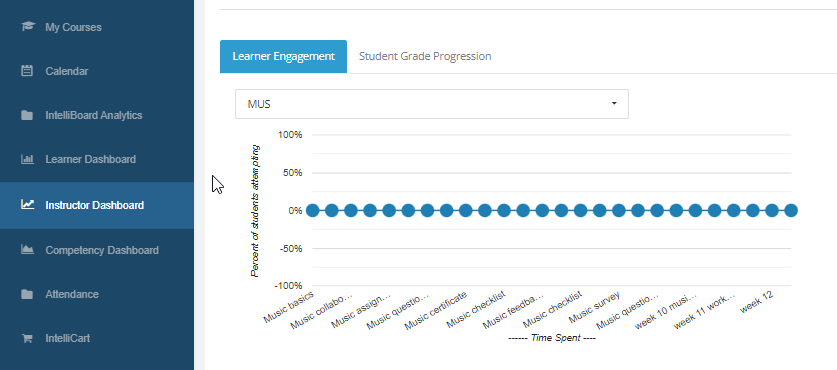 My Courses
Calendar
IntelliBoard Analytics
Learner Dashboard
Instructor Dashboard
Competency Dashboard
Attendance
IntelliCart
Learner Engagement
Student Grade Progression
MUS
Percent of students attempting
100%
50%
0%
-50%
-100%
Music basics
Music collabo...
Music assign...
Music questio...
Music certificate
Music checklist
Music feedba...
Music checklist
Music survey
Music questio...
week 10 musi...
week 11 work...
week 12
------ Time Spent ----